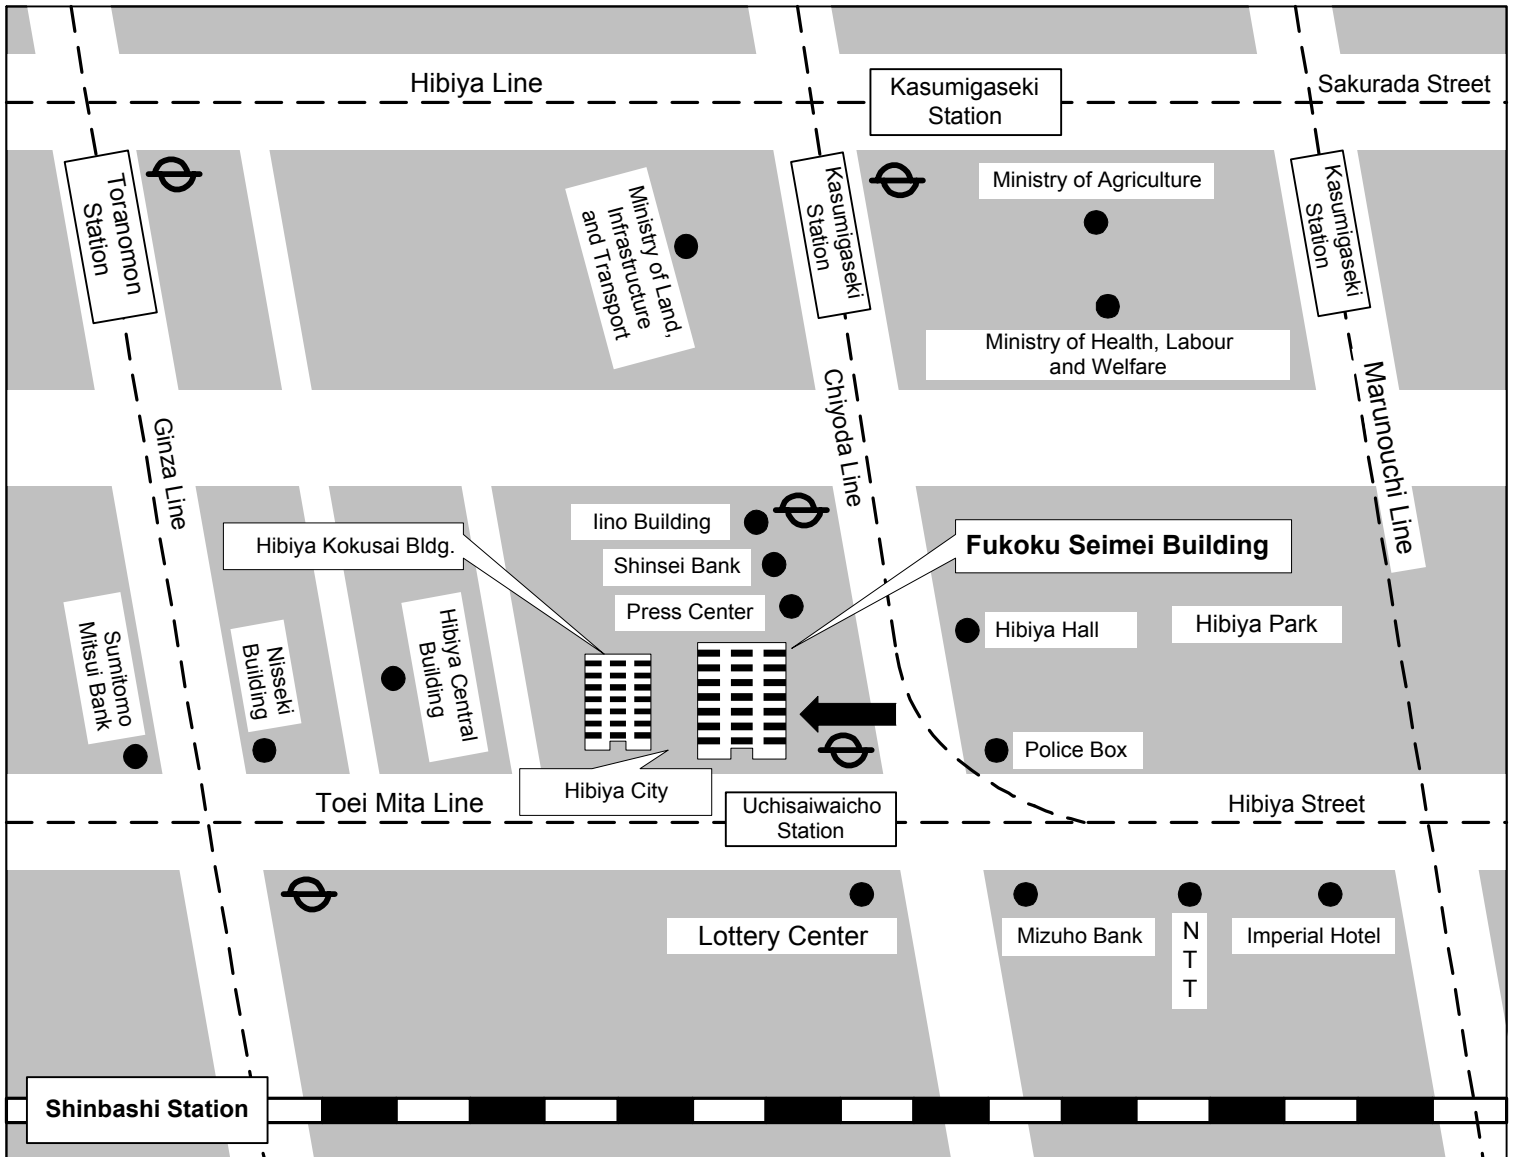 Hibiya Line
Kasumigaseki
Station
Sakurada Street
Toranomon
Station
Ministry of Land,
Infrastructure
and Transport
Kasumigaseki
Station
Ministry of Agriculture
Kasumigaseki
Station
Ministry of Health, Labour
and Welfare
Ginza Line
Chiyoda Line
Marunouchi Line
Hibiya Kokusai Bldg.
Iino Building
Shinsei Bank
Press Center
Fukoku Seimei Building
Hibiya Hall
Hibiya Park
Sumitomo
Mitsui Bank
Nisseki
Building
Hibiya Central
Building
Police Box
Hibiya City
Toei Mita Line
Uchisaiwaicho
Station
Hibiya Street
Lottery Center
Mizuho Bank
N
T
T
Imperial Hotel
Shinbashi Station